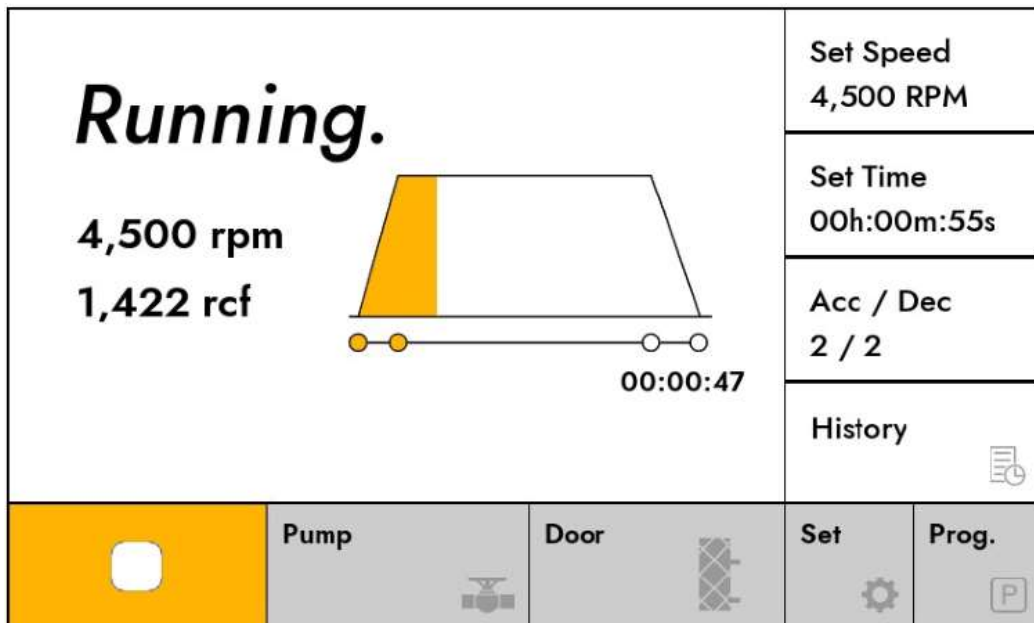 Running.
4,500 rpm
1,422 rcf
00:00:47
Set Speed
4,500 RPM
Set Time
00h:00m:55s
Acc / Dec
2 / 2
History
Pump
Door
Set
Prog.
P